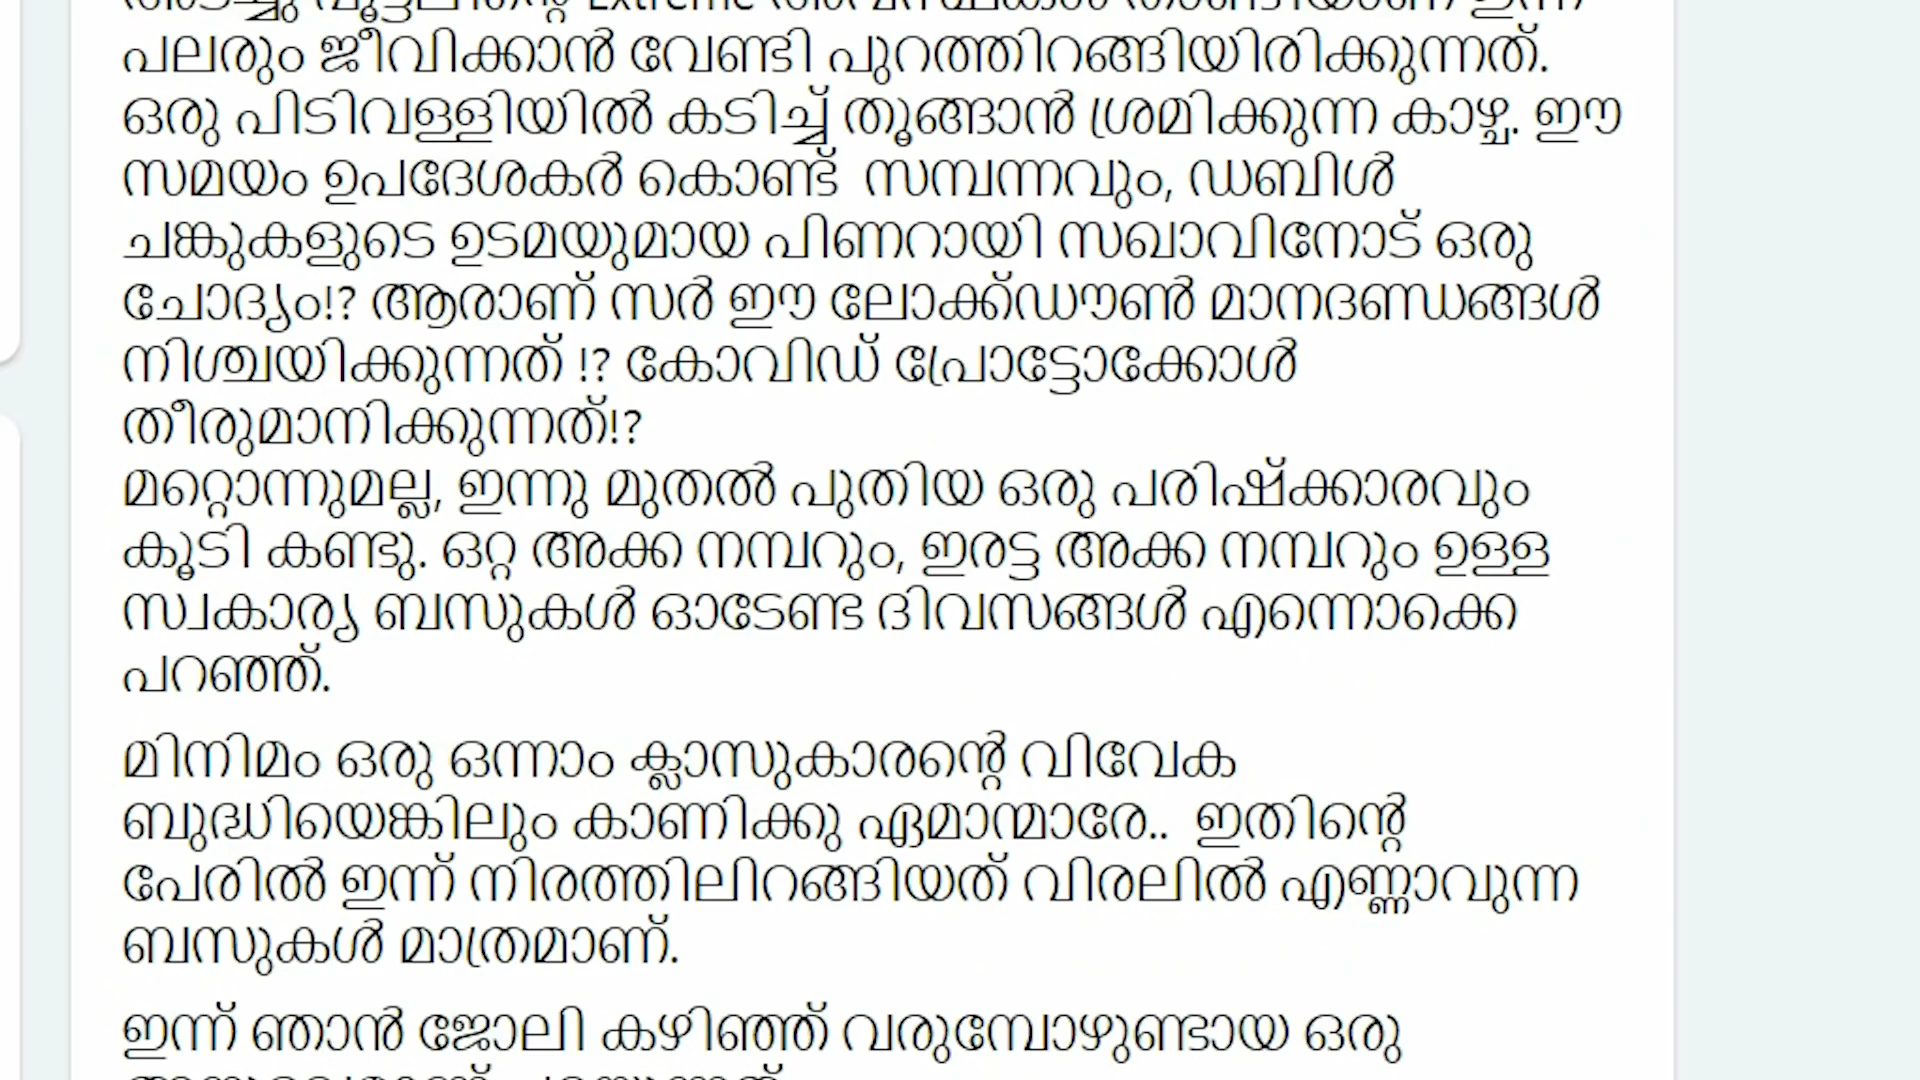 പലരും ജീവിക്കാൻ വേണ്ടി പുറത്തിറങ്ങിയിരിക്കുന്നത്.
ഒരു പിടിവള്ളിയിൽ കടിച്ച് തൂങ്ങാൻ ശ്രമിക്കുന്ന കാഴ്ച. ഈ
സമയം ഉപദേശകർ കൊണ്ട്  സമ്പന്നവും, ഡബിൾ
ചങ്കുകളുടെ ഉടമയുമായ പിണറായി സഖാവിനോട് ഒരു
ചോദ്യം!? ആരാണ് സർ ഈ ലോക്ക്ഡൗൺ മാനദണ്ഡങ്ങൾ
നിശ്ചയിക്കുന്നത് !? കോവിഡ് പ്രോട്ടോക്കോൾ
തീരുമാനിക്കുന്നത്!?
മറ്റൊന്നുമല്ല, ഇന്നു മുതൽ പുതിയ ഒരു പരിഷ്ക്കാരവും
കൂടി കണ്ടു. ഒറ്റ അക്ക നമ്പറും, ഇരട്ട അക്ക നമ്പറും ഉള്ള
സ്വകാര്യ ബസുകൾ ഓടേണ്ട ദിവസങ്ങൾ എന്നൊക്കെ
പറഞ്ഞ്.
മിനിമം ഒരു ഒന്നാം ക്ലാസുകാരന്റെ വിവേക
ബുദ്ധിയെങ്കിലും കാണിക്കു ഏമാന്മാരേ..  ഇതിന്റെ
പേരിൽ ഇന്ന് നിരത്തിലിറങ്ങിയത് വിരലിൽ എണ്ണാവുന്ന
ബസുകൾ മാത്രമാണ്.
ഇന്ന് ഞാൻ ജോലി കഴിഞ്ഞ് വരുമ്പോഴുണ്ടായ ഒരു